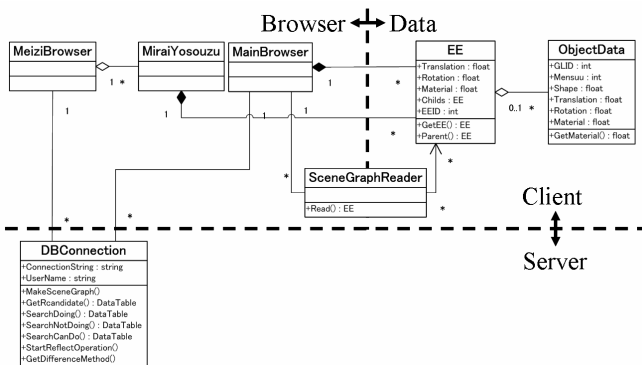 Browser Data
MeiziBrowser
MiraiYosouzu
MainBrowser
EE
+Translation : float
+Rotation : float
+Material : float
+Childs : EE
+EEID : int
+GetEE() : EE
+Parent() : EE
ObjectData
+GLID : int
+Mensuu : int
+Shape : float
+Translation : float
+Rotation : float
+Material : float
+GetMaterial() : float
1 *
1
1
1
1
1
*
*
0..1 *
SceneGraphReader
+Read() : EE
*
*
*
Client
Server
*
*
DBConnection
+ConnectionString : string
+UserName : string
+MakeSceneGraph()
+GetRcandidate() : DataTable
+SearchDoing() : DataTable
+SearchNotDoing() : DataTable
+SearchCanDo() : DataTable
+StartReflectOperation()
+GetDifferenceMethod()